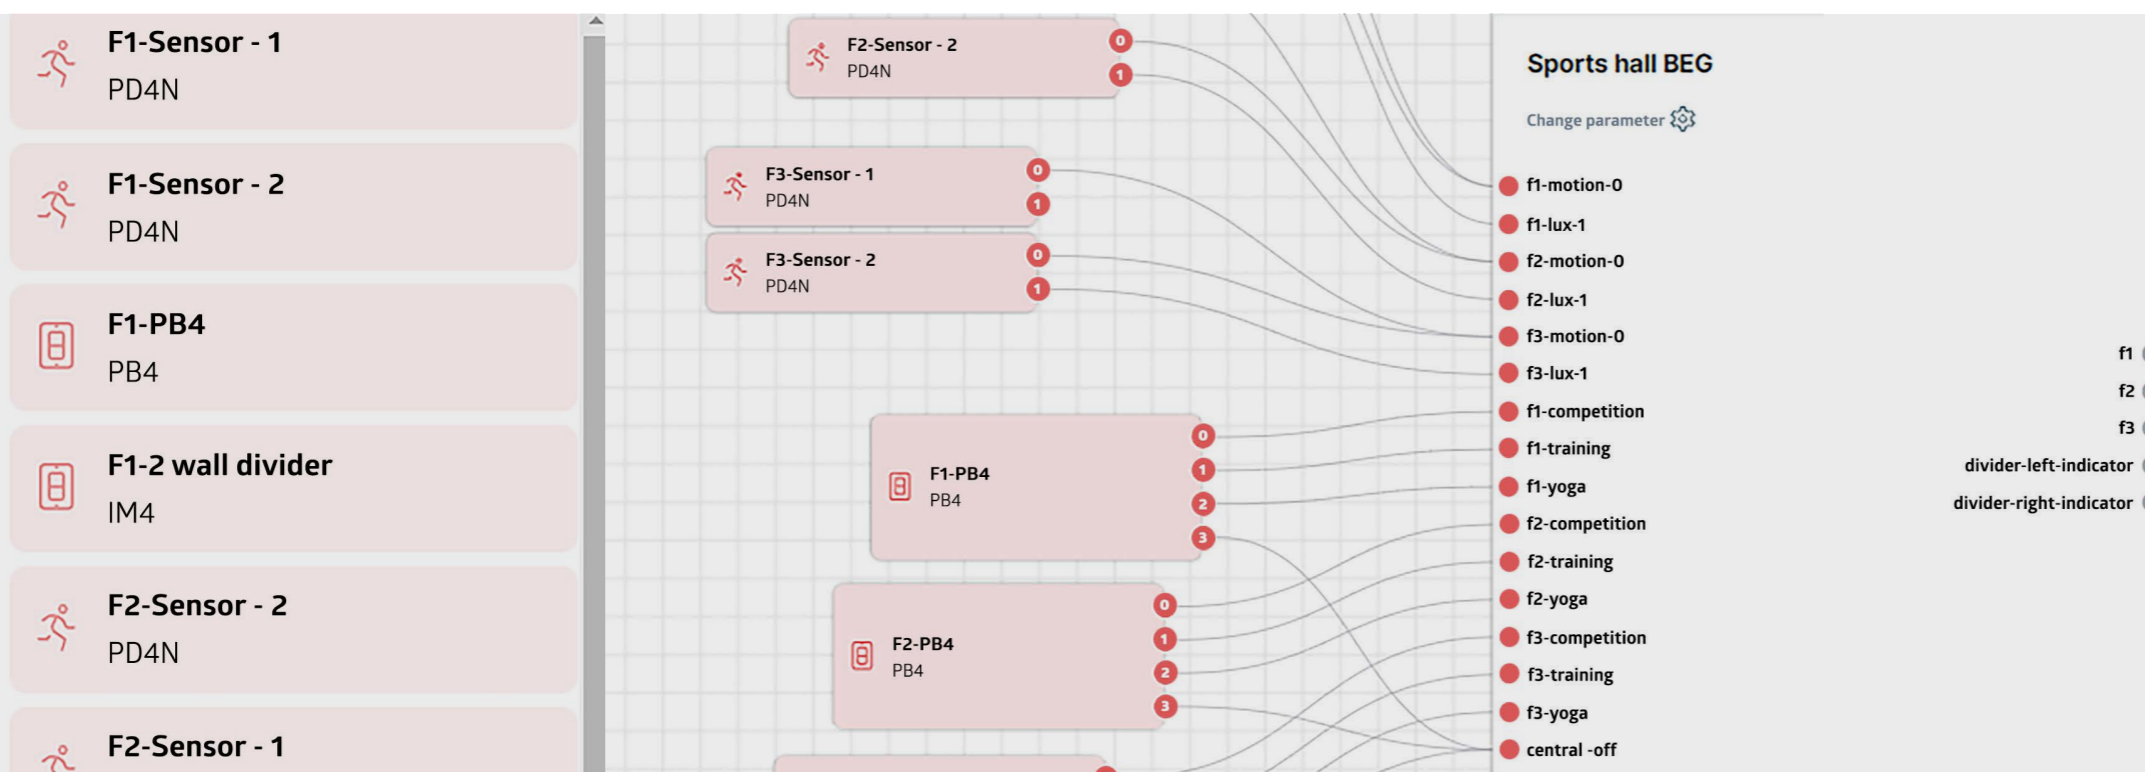 F1-Sensor - 1
PD4N
F1-Sensor - 2
PD4N
F1-PB4
PB4
F1-2 wall divider
IM4
F2-Sensor - 2
PD4N
F2-Sensor - 1
F2-Sensor - 2
PD4N
0
1
F3-Sensor - 1
PD4N
0
1
F3-Sensor - 2
PD4N
0
1
F1-PB4
PB4
0
1
2
3
F2-PB4
PB4
0
1
2
3
Sports hall BEG
Change parameter
f1-motion-0
f1-lux-1
f2-motion-0
f2-lux-1
f3-motion-0
f3-lux-1
f1-competition
f1-training
f1-yoga
f2-competition
f2-training
f2-yoga
f3-competition
f3-training
f3-yoga
central -off
f1
f2
f3
divider-left-indicator
divider-right-indicator